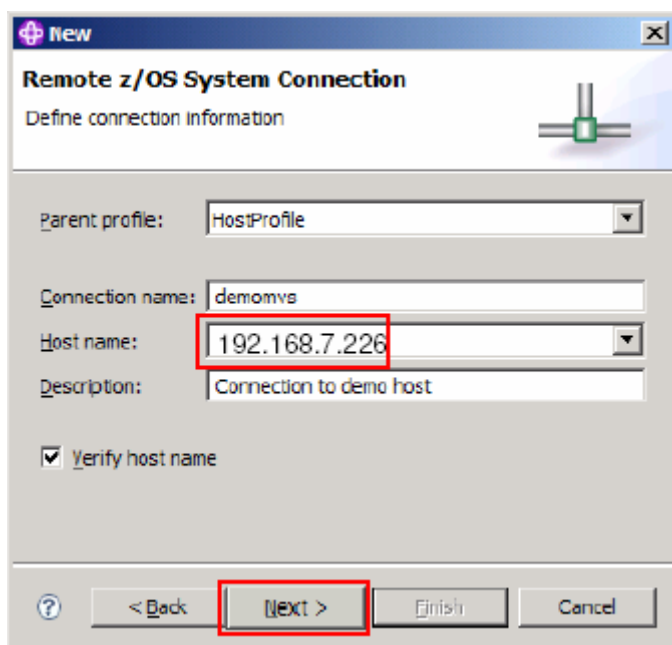 New
Remote z/OS System Connection
Define connection information
Parent profile: HostProfile
Connection name: demomvs
Host name: 192.168.7.226
Description: Connection to demo host
Verify host name
? < Back Next > Finish Cancel